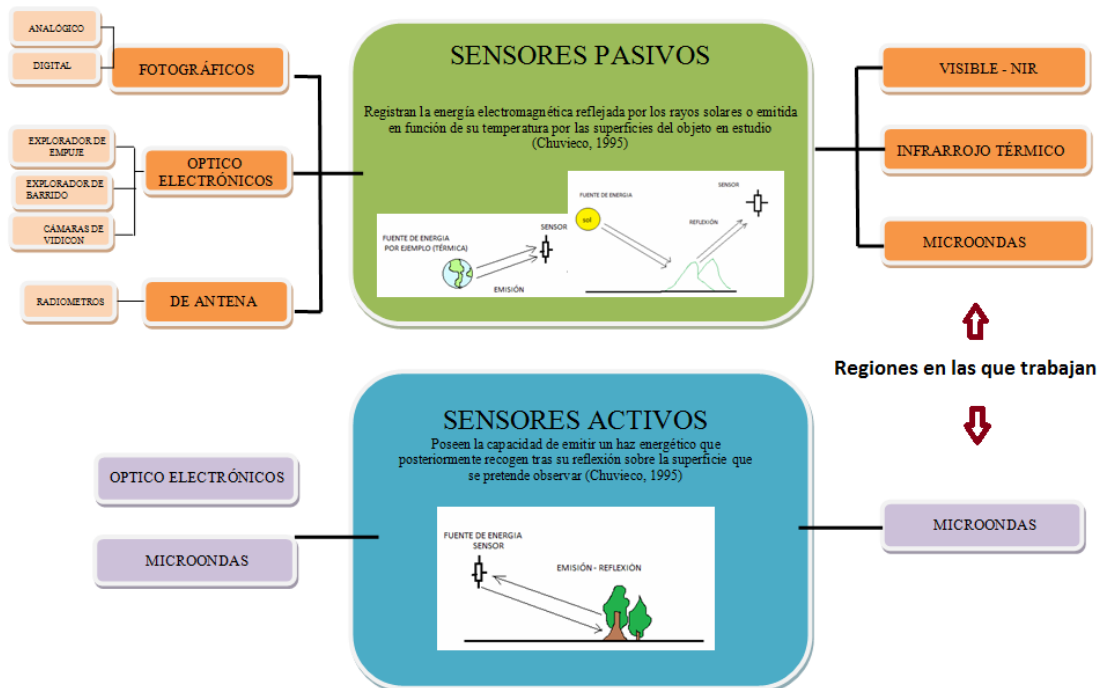 ANALÓGICO
DIGITAL
FOTOGRÁFICOS
EXPLORADOR DE
EMPUJE
EXPLORADOR DE
BARRIDO
CÁMARAS DE
VIDICON
OPTICO
ELECTRÓNICOS
RADIOMETROS
DE ANTENA
SENSORES PASIVOS
Registran la energía electromagnética reflejada por los rayos solares o emitida
en función de su temperatura por las superficies del objeto en estudio
(Chuvieco, 1995)
FUENTE DE ENERGIA
POR EJEMPLO (TÉRMICA)
SENSOR
EMISIÓN
FUENTE DE ENERGIA
sol
SENSOR
REFLEXIÓN
VISIBLE - NIR
INFRARROJO TÉRMICO
MICROONDAS
Regiones en las que trabajan
SENSORES ACTIVOS
Poseen la capacidad de emitir un haz energético que
posteriormente recogen tras su reflexión sobre la superficie que
se pretende observar (Chuvieco, 1995)
FUENTE DE ENERGIA
SENSOR
EMISIÓN - REFLEXIÓN
OPTICO ELECTRÓNICOS
MICROONDAS
MICROONDAS